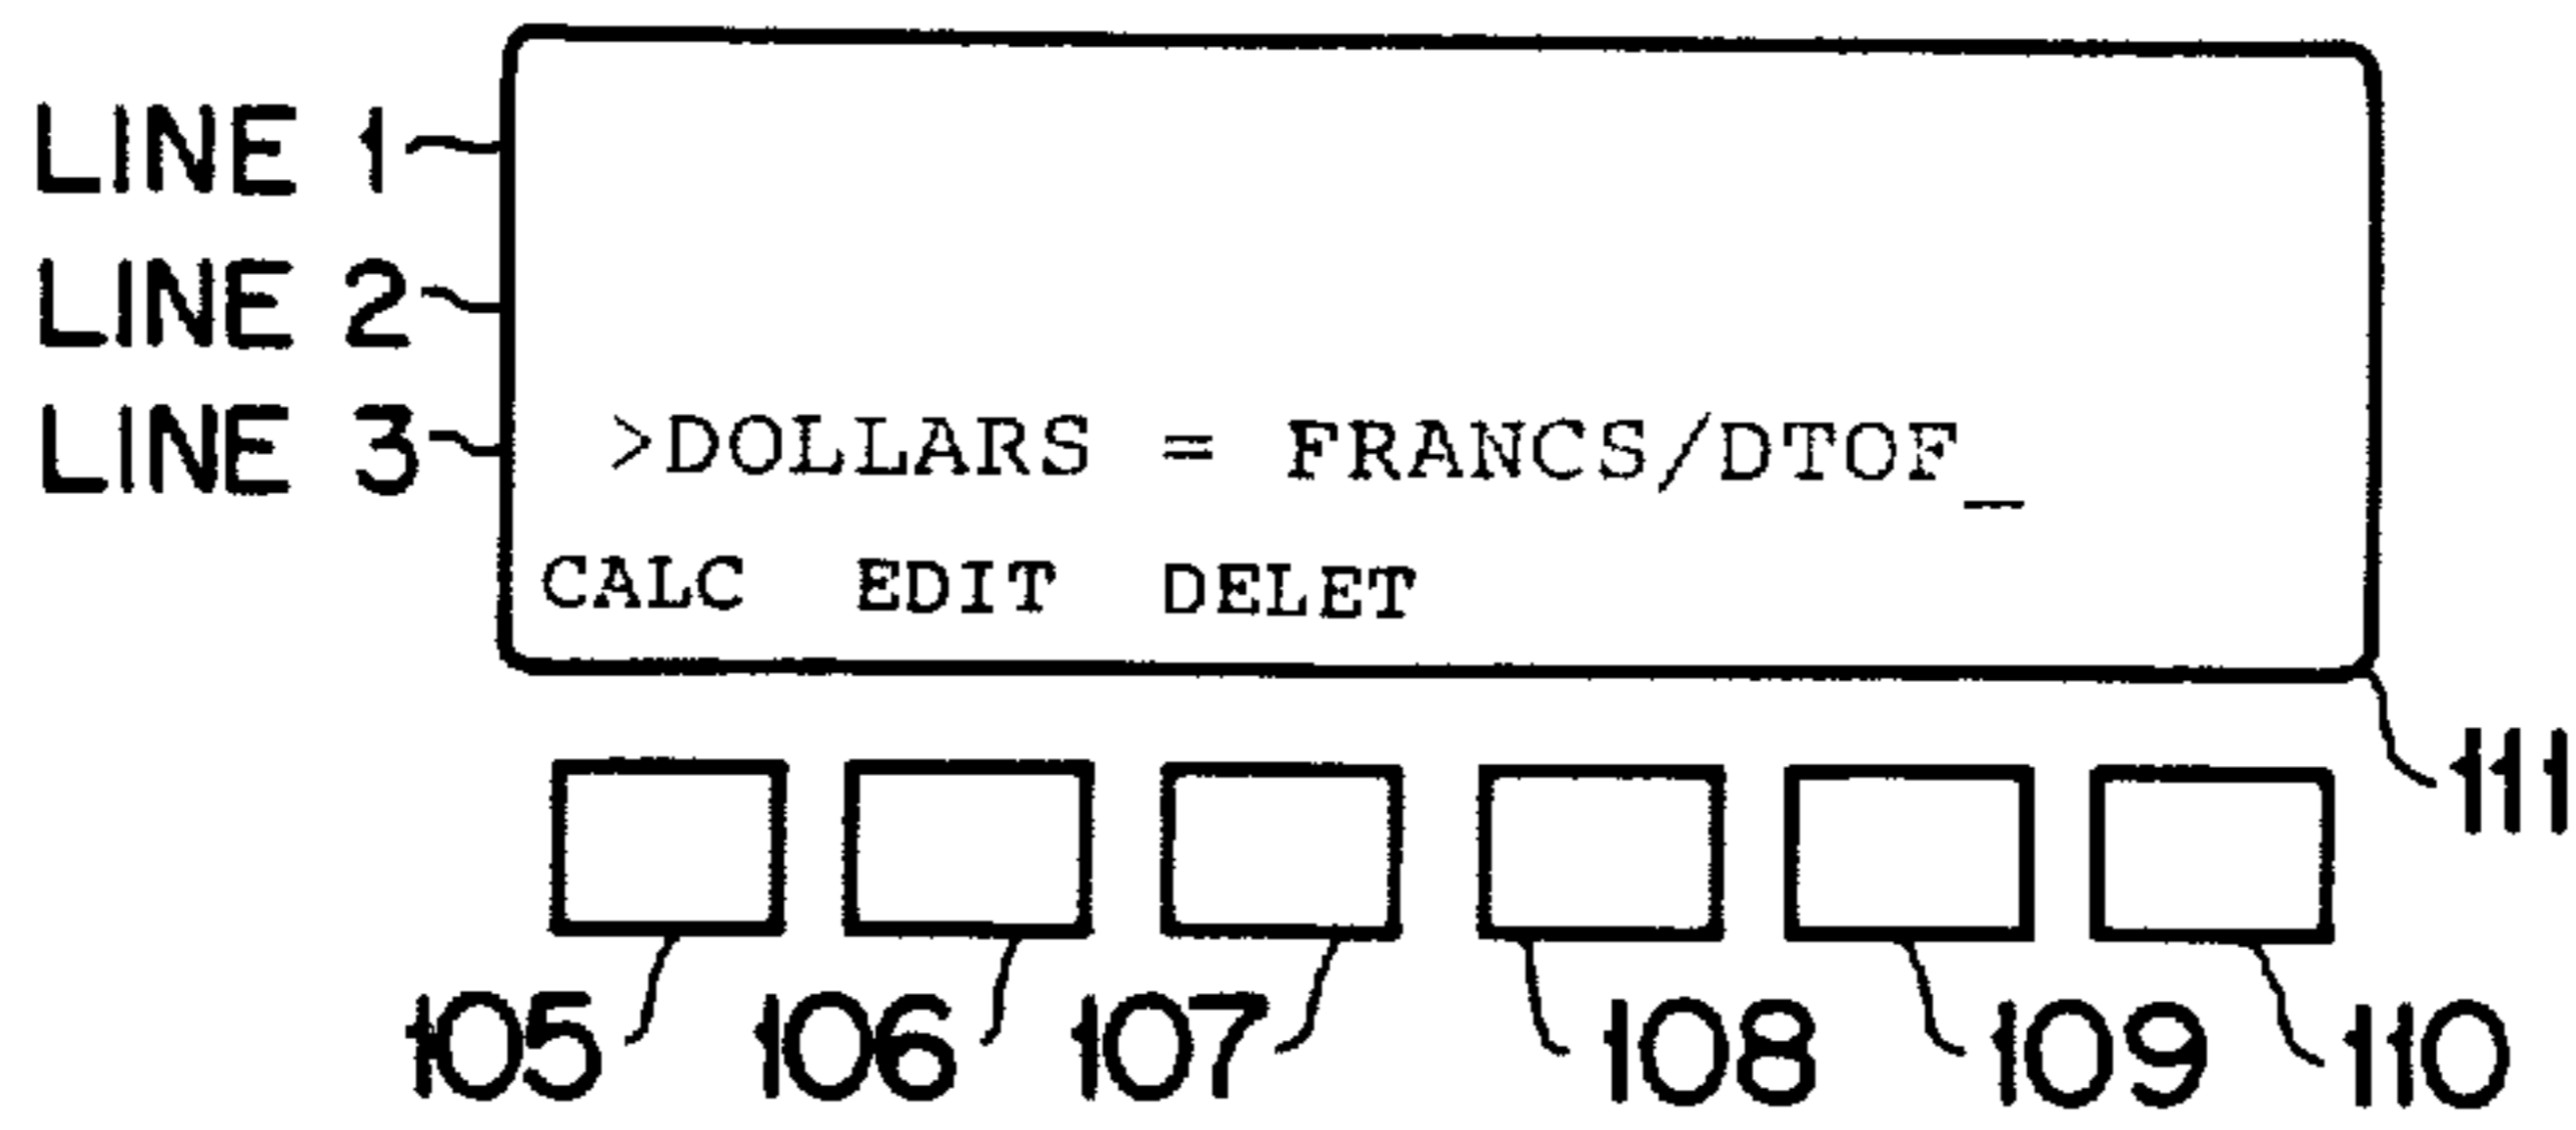 LINE 1
LINE 2
LINE 3 >DOLLARS = FRANCS/DTOF_
CALC EDIT DELET
111
105 106 107 108 109 110